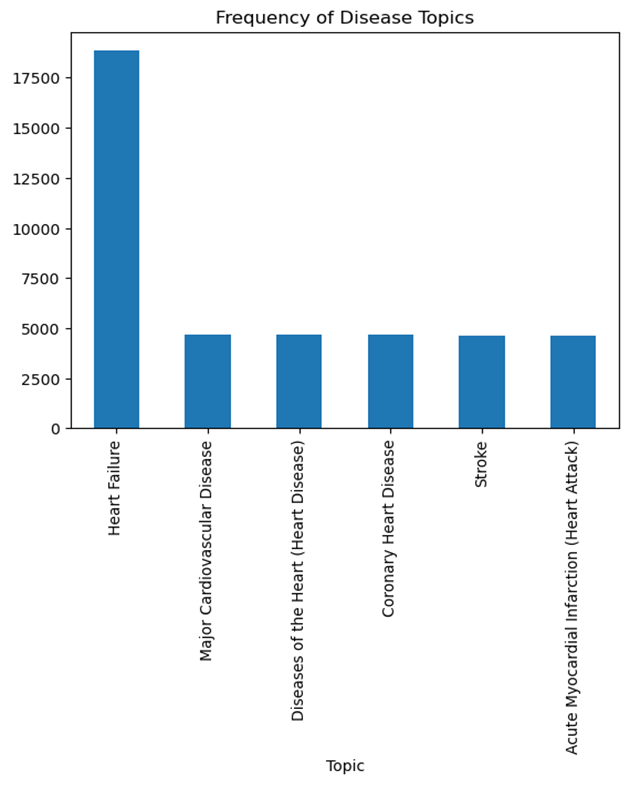 Frequency of Disease Topics
17500
15000
12500
10000
7500
5000
2500
0
Heart Failure
Major Cardiovascular Disease
Diseases of the Heart (Heart Disease)
Coronary Heart Disease
Stroke
Acute Myocardial Infarction (Heart Attack)
Topic